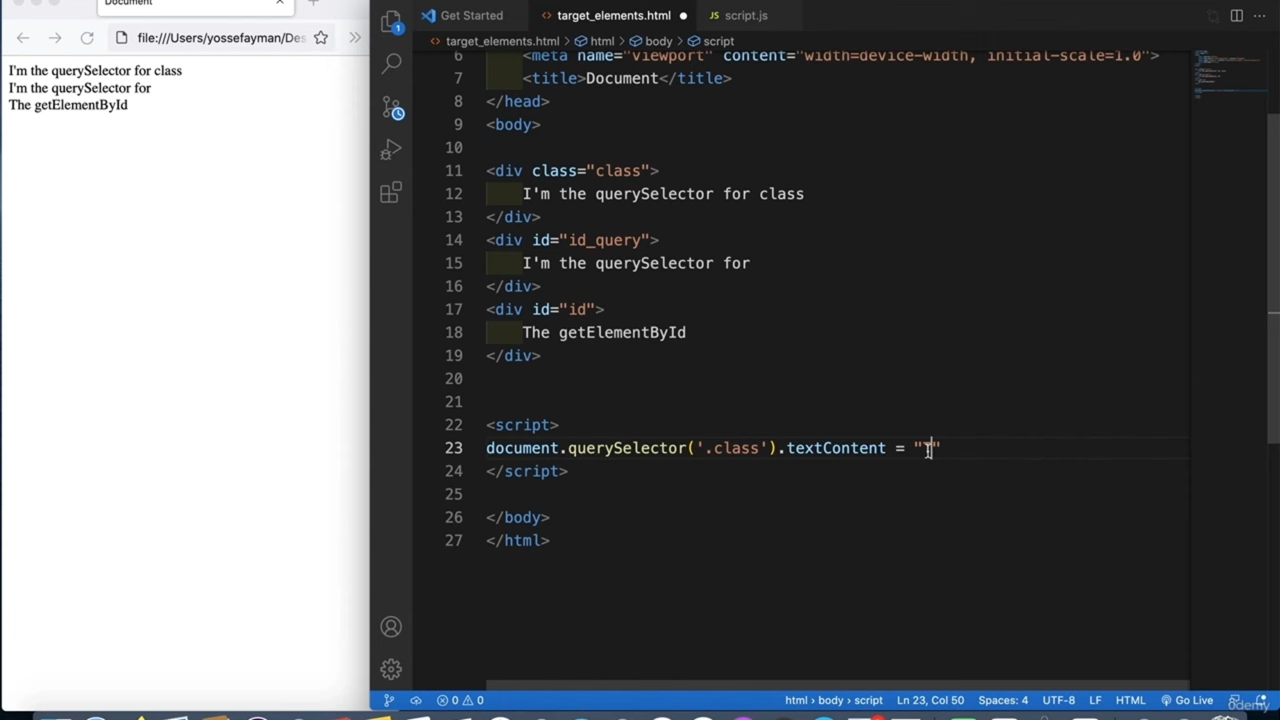 Document
file:///Users/yossefayman/Des
I'm the querySelector for class
I'm the querySelector for
The getElementById
Get Started
target_elements.html
script.js
target_elements.html > html > body > script
6 <meta name="viewport" content="width=device-width, initial-scale=1.0">
7 <title>Document</title>
8 </head>
9 <body>
10
11 <div class="class">
12 I'm the querySelector for class
13 </div>
14 <div id="id_query">
15 I'm the querySelector for
16 </div>
17 <div id="id">
18 The getElementById
19 </div>
20
21
22 <script>
23 document.querySelector('.class').textContent = ""
24 </script>
25
26 </body>
27 </html>
1
0 0
html > body > script
Ln 23, Col 50
Spaces: 4
UTF-8
LF
HTML
Go Live
udemy